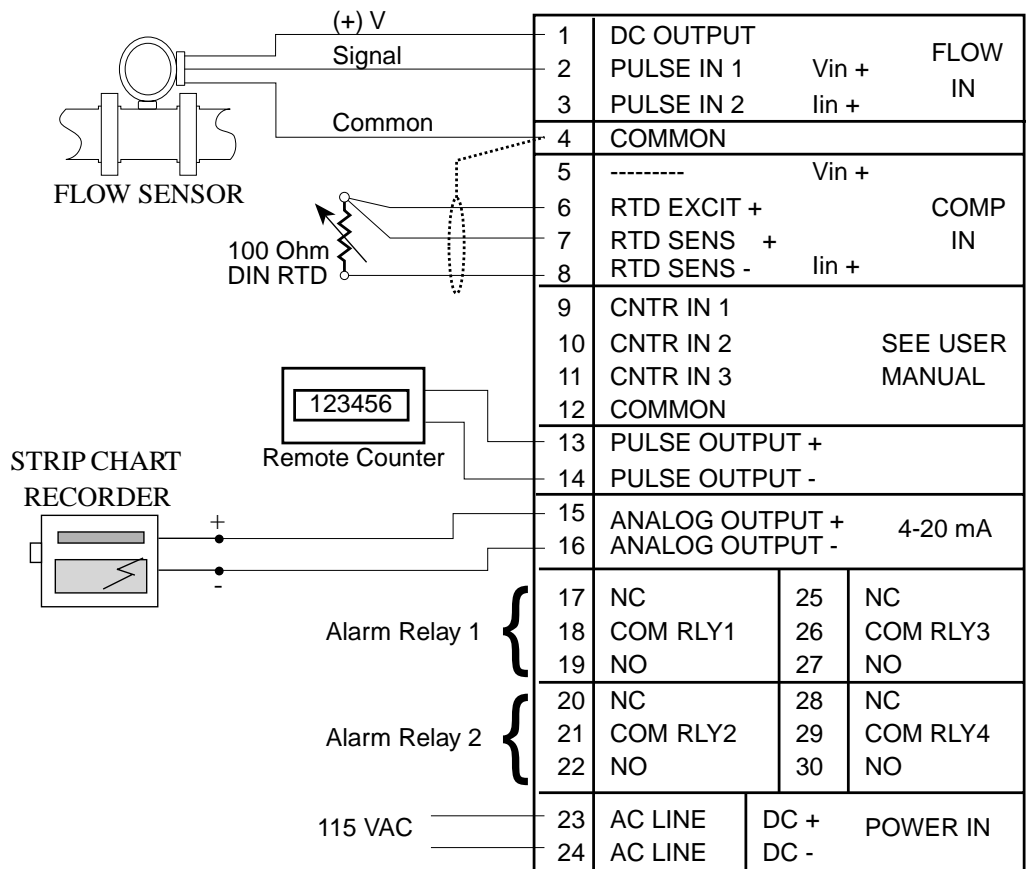 (+) V
Signal
Common
FLOW SENSOR
100 Ohm
DIN RTD
123456
Remote Counter
STRIP CHART
RECORDER
+
-
Alarm Relay 1 {
Alarm Relay 2 {
115 VAC
1 DC OUTPUT
2 PULSE IN 1 Vin +
3 PULSE IN 2 Iin +
FLOW
IN
4 COMMON
5 --------- Vin +
6 RTD EXCIT +
7 RTD SENS +
8 RTD SENS - Iin +
COMP
IN
9 CNTR IN 1
10 CNTR IN 2
11 CNTR IN 3
12 COMMON
SEE USER
MANUAL
13 PULSE OUTPUT +
14 PULSE OUTPUT -
15 ANALOG OUTPUT +
16 ANALOG OUTPUT -
4-20 mA
17 NC 25 NC
18 COM RLY1 26 COM RLY3
19 NO 27 NO
20 NC 28 NC
21 COM RLY2 29 COM RLY4
22 NO 30 NO
23 AC LINE DC +
24 AC LINE DC -
POWER IN